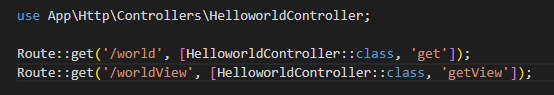 use App\Http\Controllers\HelloworldController;
Route::get('/world', [HelloworldController::class, 'get']);
Route::get('/worldView', [HelloworldController::class, 'getView']);